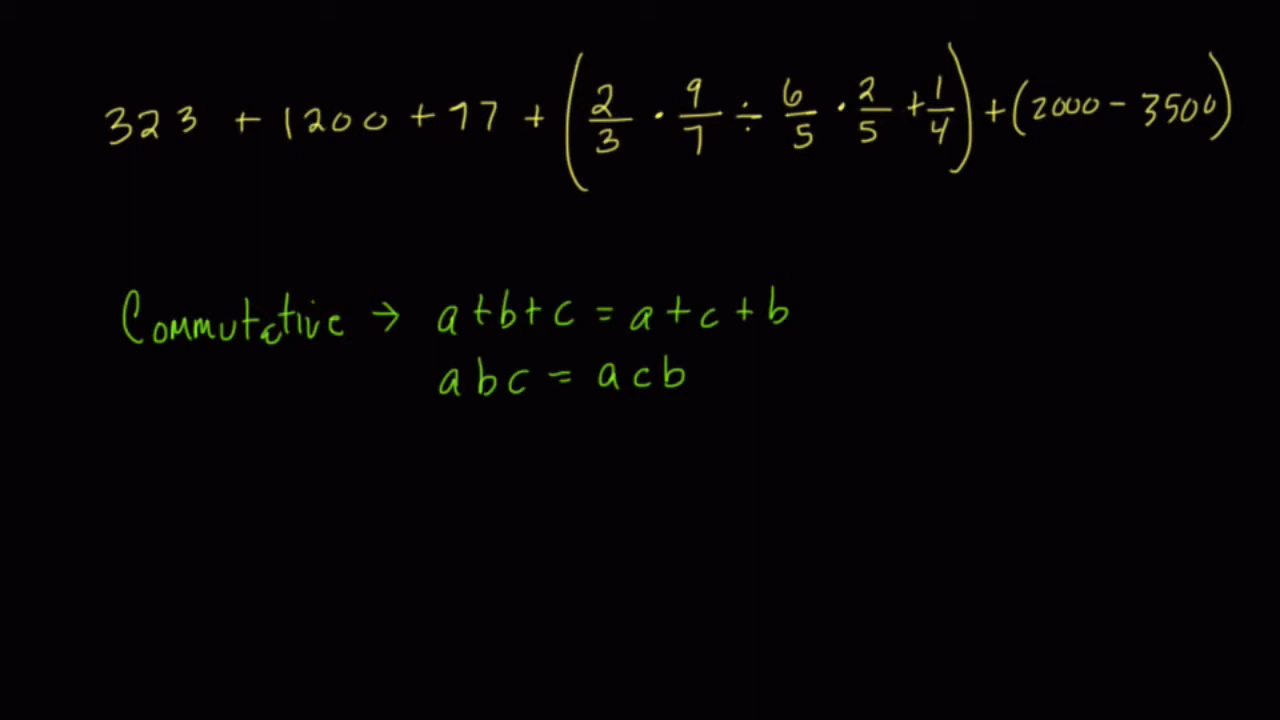 323 + 1200 + 77 + (2/3 · 9/7 ÷ 6/5 · 2/5 + 1/4) + (2000 - 3500)
Commutative → a+b+c = a+c+b
abc = acb